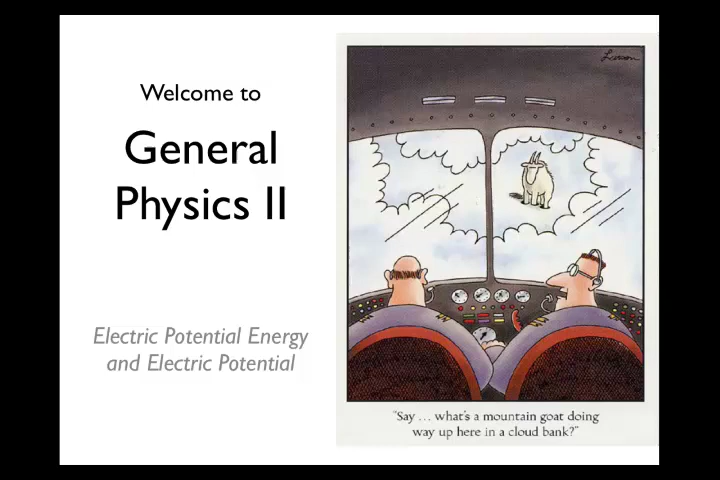 Welcome to
General
Physics II
Electric Potential Energy
and Electric Potential
Larson
"Say ... what's a mountain goat doing
way up here in a cloud bank?"